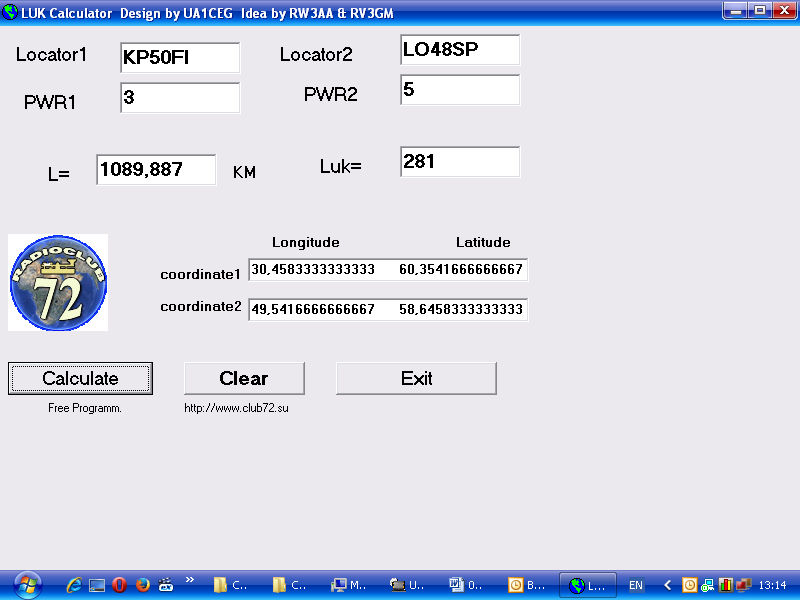 LUK Calculator Design by UA1CEG Idea by RW3AA & RV3GM
Locator1 KP50FI Locator2 LO48SP
PWR1 3 PWR2 5
L= 1089,887 KM Luk= 281
Longitude Latitude
coordinate1 30,4583333333333 60,3541666666667
coordinate2 49,5416666666667 58,6458333333333
RADIOCLUB
72
Calculate Clear Exit
Free Programm. http://www.club72.su
C.. C.. M.. U.. 0.. B... L... EN 13:14